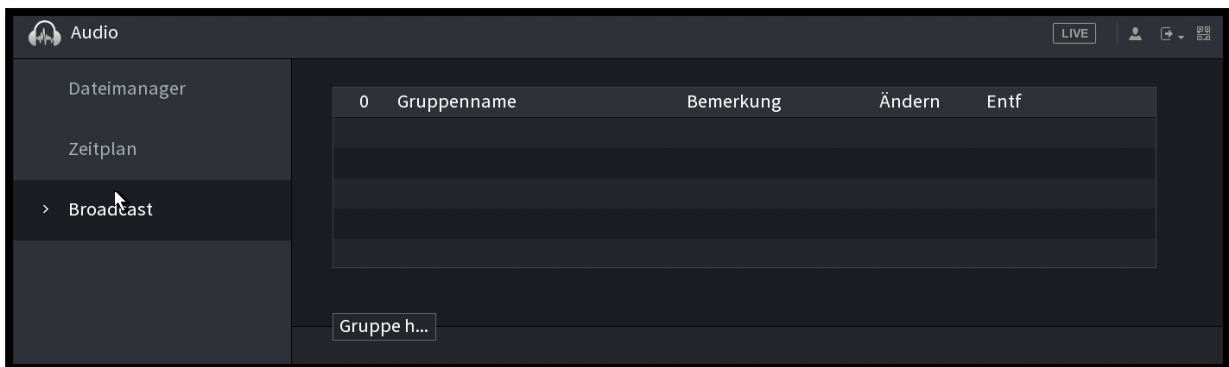 Audio
LIVE
Dateimanager
Zeitplan
Broadcast
0 Gruppenname Bemerkung Ändern Entf
Gruppe h...